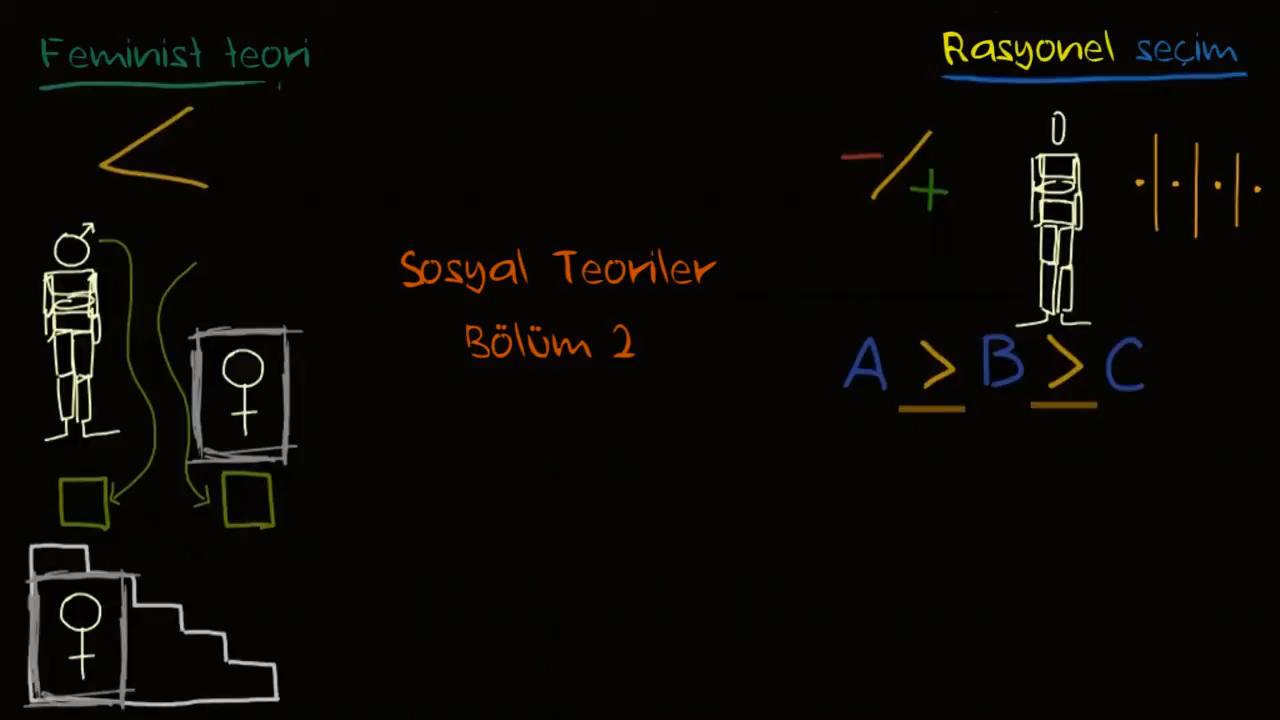 Feminist teori
Rasyonel seçim
<
- / +
Sosyal Teoriler
Bölüm 2
A > B > C